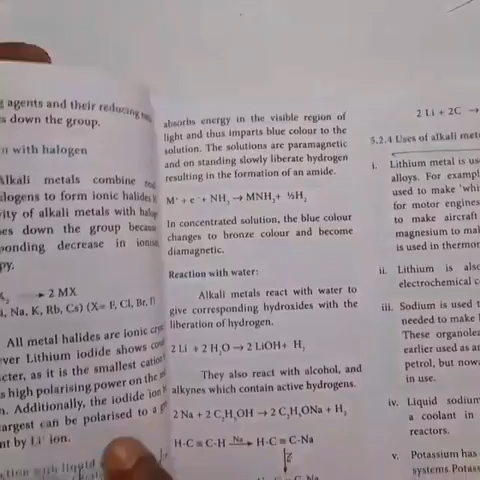 g agents and their reducing
s down the group.
n with halogen
Alkali metals combine
alogens to form ionic halides
vity of alkali metals with
es down the group because
ponding decrease in
py.
→ 2 MX
i, Na, K, Rb, Cs) (X= F, Cl, Br, I)
All metal halides are ionic
ver Lithium iodide shows
cter, as it is the smallest cation
s high polarising power on the
n. Additionally, the iodide ion
argest can be polarised to a
nt by Li⁺ ion.
ction with liquid
absorbs energy in the visible region of
light and thus imparts blue colour to the
solution. The solutions are paramagnetic
and on standing slowly liberate hydrogen
resulting in the formation of an amide.
M⁺ + e⁻ + NH₃ → MNH₂ + ½H₂
In concentrated solution, the blue colour
changes to bronze colour and become
diamagnetic.
Reaction with water:
Alkali metals react with water to
give corresponding hydroxides with the
liberation of hydrogen.
2 Li + 2 H₂O → 2 LiOH + H₂
They also react with alcohol, and
alkynes which contain active hydrogens.
2 Na + 2 C₂H₅OH → 2 C₂H₅ONa + H₂
H-C ≡ C-H Na → H-C ≡ C-Na
2 Li + 2C →
5.2.4 Uses of alkali met
i. Lithium metal is us
alloys. For exampl
used to make 'whi
for motor engines
to make aircraft
magnesium to mak
is used in thermor
ii. Lithium is also
electrochemical c
iii. Sodium is used t
needed to make
These organolea
earlier used as a
petrol, but now
in use.
iv. Liquid sodium
a coolant in
reactors.
v. Potassium has
systems. Potas